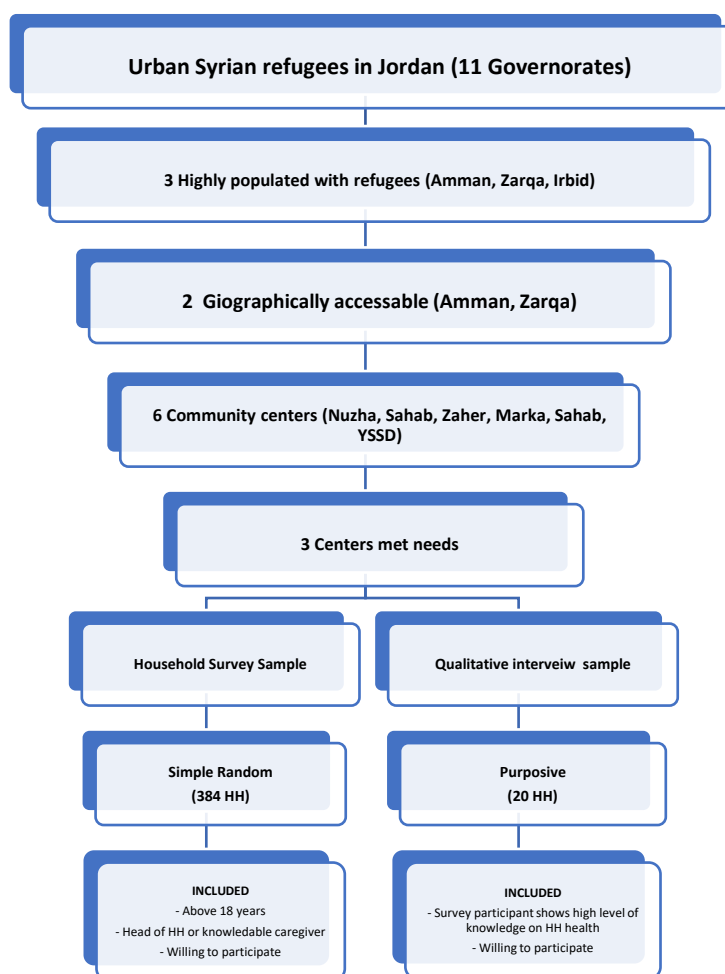 Urban Syrian refugees in Jordan (11 Governorates)
3 Highly populated with refugees (Amman, Zarqa, Irbid)
2 Giographically accessable (Amman, Zarqa)
6 Community centers (Nuzha, Sahab, Zaher, Marka, Sahab,
YSSD)
3 Centers met needs
Household Survey Sample
Qualitative interveiw sample
Simple Random
(384 HH)
Purposive
(20 HH)
INCLUDED
- Above 18 years
- Head of HH or knowledable caregiver
- Willing to participate
INCLUDED
- Survey participant shows high level of
knowledge on HH health
- Willing to participate